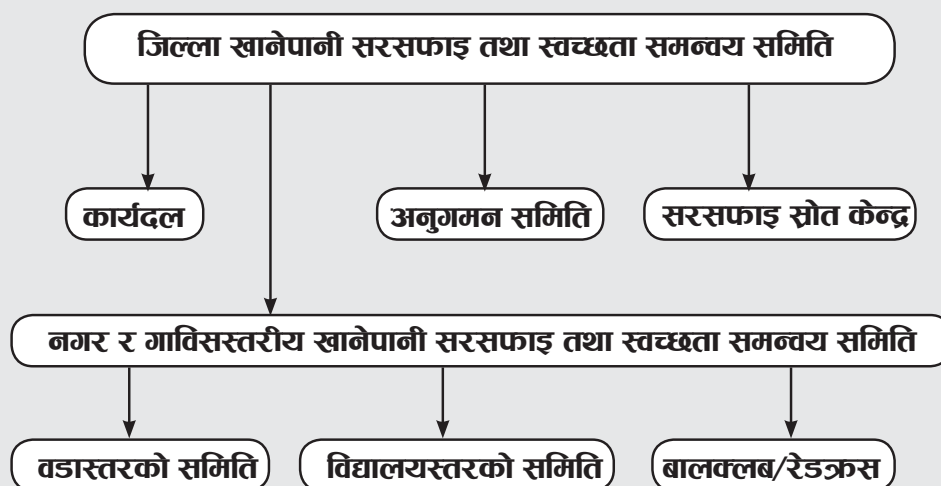 जिल्ला खानेपानी सरसफाइ तथा स्वच्छता समन्वय समिति
कार्यदल
अनुगमन समिति
सरसफाइ स्रोत केन्द्र
नगर र गाविसस्तरीय खानेपानी सरसफाइ तथा स्वच्छता समन्वय समिति
वडास्तरको समिति
विद्यालयस्तरको समिति
बालक्लब/रेडक्रस